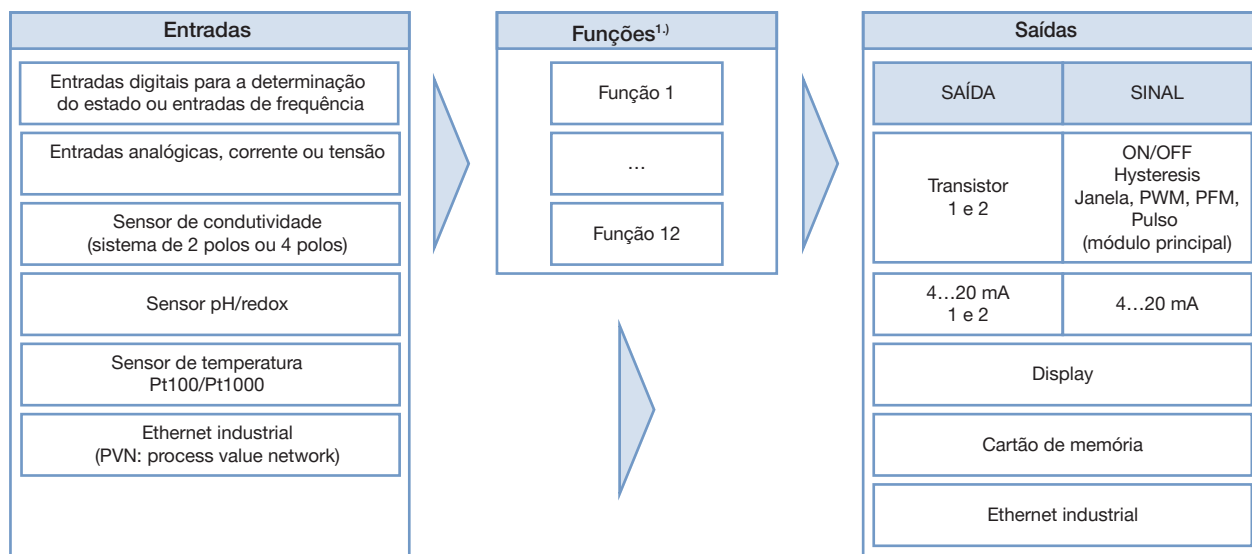 Entradas
Entradas digitais para a determinação
do estado ou entradas de frequência
Entradas analógicas, corrente ou tensão
Sensor de condutividade
(sistema de 2 polos ou 4 polos)
Sensor pH/redox
Sensor de temperatura
Pt100/Pt1000
Ethernet industrial
(PVN: process value network)
Funções1.)
Função 1
…
Função 12
Saídas
SAÍDA
SINAL
Transistor
1 e 2
ON/OFF
Hysteresis
Janela, PWM, PFM,
Pulso
(módulo principal)
4…20 mA
1 e 2
4…20 mA
Display
Cartão de memória
Ethernet industrial